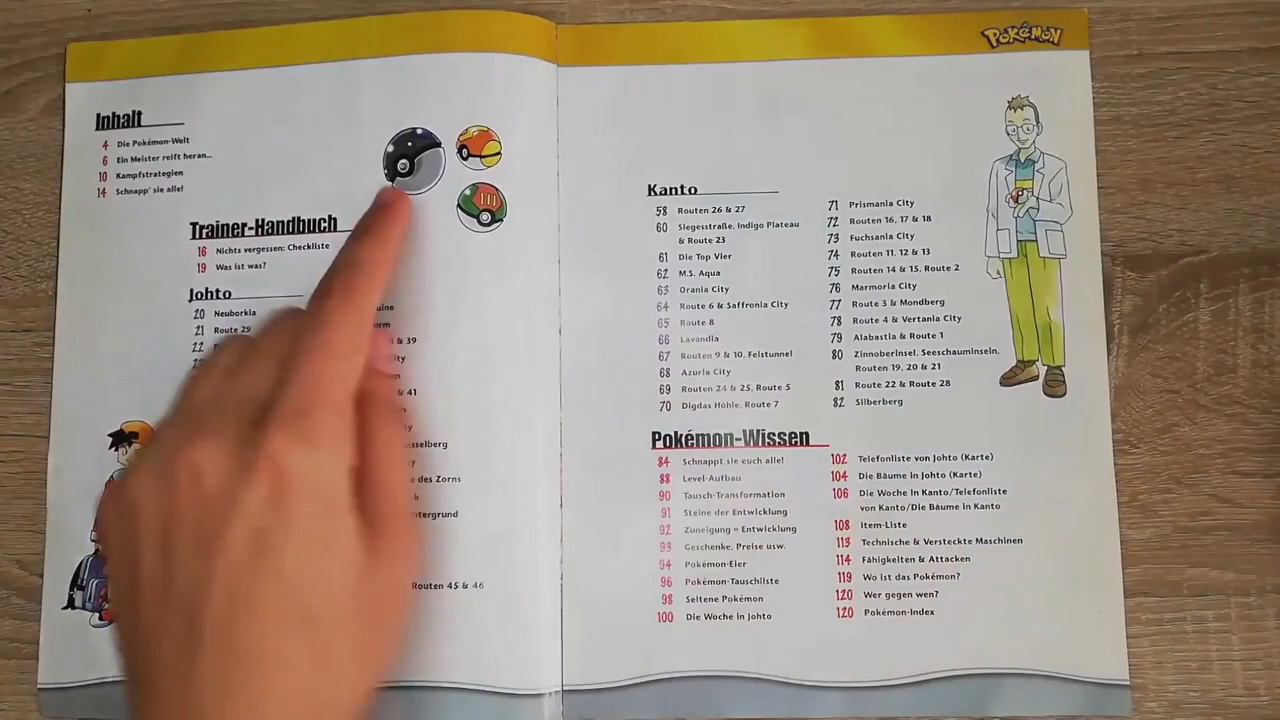 Pokémon
Inhalt
4 Die Pokémon-Welt
6 Ein Meister reift heran...
10 Kampfstrategien
14 Schnapp' sie alle!
Trainer-Handbuch
16 Nichts vergessen: Checkliste
19 Was ist was?
Johto
20 Neuborkia
21 Route 29
22
& 39
& 41
des Zorns
Routen 45 & 46
Kanto
58 Routen 26 & 27
60 Siegesstraße, Indigo Plateau
& Route 23
61 Die Top Vier
62 M.S. Aqua
63 Orania City
64 Route 6 & Saffronia City
65 Route 8
66 Lavandia
67 Routen 9 & 10, Felstunnel
68 Azuria City
69 Routen 24 & 25, Route 5
70 Digdas Höhle, Route 7
71 Prismania City
72 Routen 16, 17 & 18
73 Fuchsania City
74 Routen 11, 12 & 13
75 Routen 14 & 15, Route 2
76 Marmoria City
77 Route 3 & Mondberg
78 Route 4 & Vertania City
79 Alabastia & Route 1
80 Zinnoberinsel, Seeschauminseln,
Routen 19, 20 & 21
81 Route 22 & Route 28
82 Silberberg
Pokémon-Wissen
84 Schnappt sie euch alle!
88 Level-Aufbau
90 Tausch-Transformation
91 Steine der Entwicklung
92 Zuneigung = Entwicklung
93 Geschenke, Preise usw.
94 Pokémon-Eier
96 Pokémon-Tauschliste
98 Seltene Pokémon
100 Die Woche in Johto
102 Telefonliste von Johto (Karte)
104 Die Bäume in Johto (Karte)
106 Die Woche in Kanto/Telefonliste
von Kanto/Die Bäume in Kanto
108 Item-Liste
113 Technische & Versteckte Maschinen
114 Fähigkeiten & Attacken
119 Wo ist das Pokémon?
120 Wer gegen wen?
120 Pokémon-Index